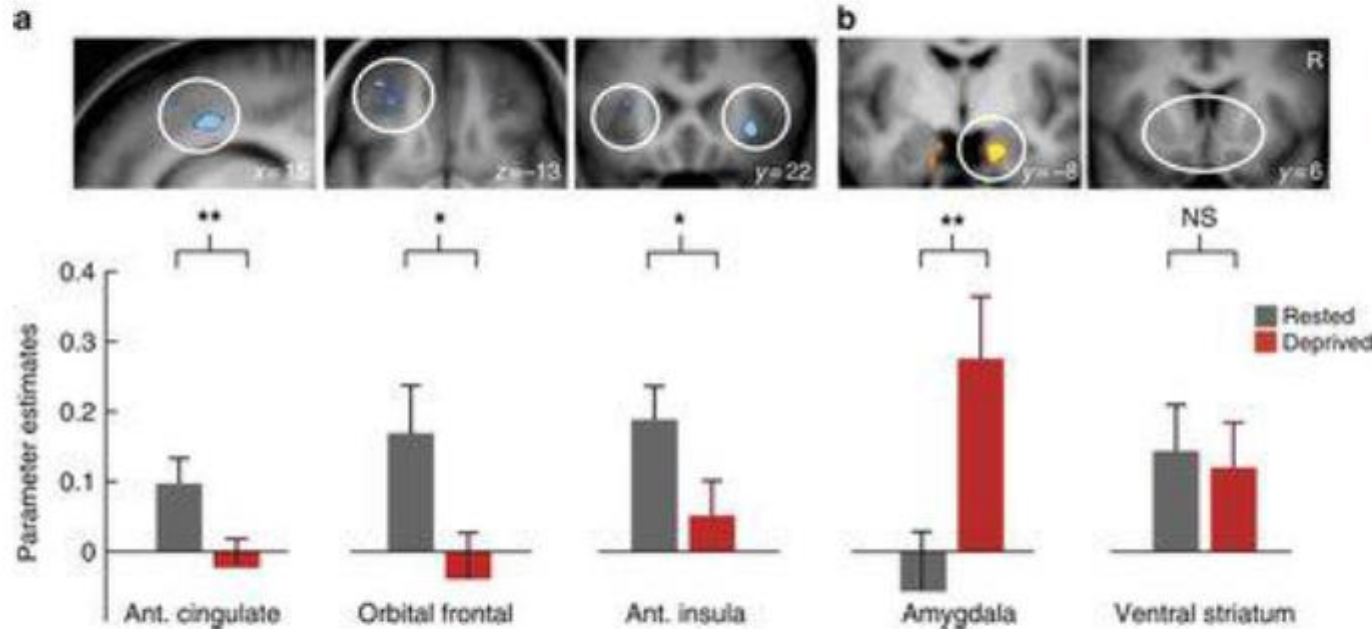 a
b
x=15
z=−13
y=22
y=−8
R
y=6
**
*
*
**
NS
0.4
0.3
0.2
0.1
0
Parameter estimates
Rested
Deprived
Ant. cingulate
Orbital frontal
Ant. insula
Amygdala
Ventral striatum